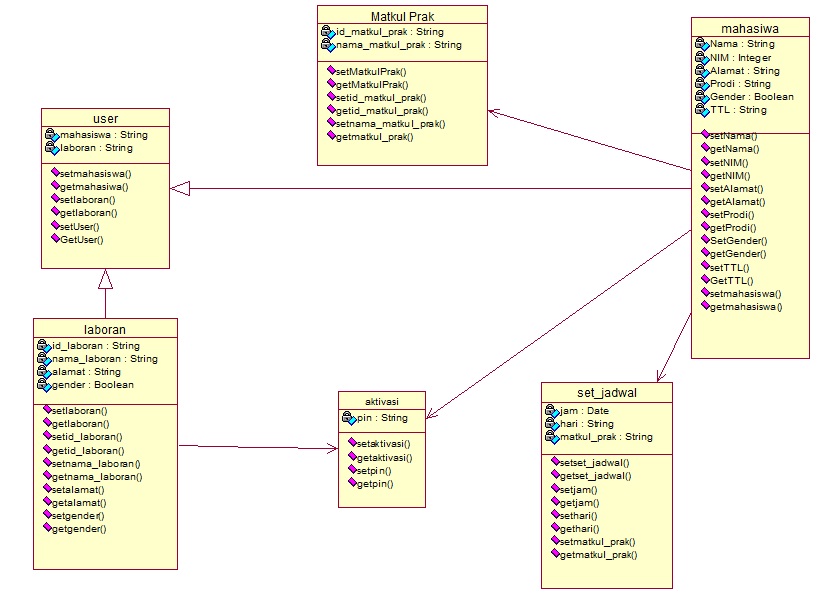 Matkul Prak
id_matkul_prak : String
nama_matkul_prak : String
setMatkulPrak()
getMatkulPrak()
setid_matkul_prak()
getid_matkul_prak()
setnama_matkul_prak()
getmatkul_prak()
mahasiwa
Nama : String
NIM : Integer
Alamat : String
Prodi : String
Gender : Boolean
TTL : String
setNama()
getNama()
setNIM()
getNIM()
setAlamat()
getAlamat()
setProdi()
getProdi()
SetGender()
getGender()
setTTL()
GetTTL()
setmahasiswa()
getmahasiwa()
user
mahasiswa : String
laboran : String
setmahasiswa()
getmahasiwa()
setlaboran()
getlaboran()
setUser()
GetUser()
laboran
id_laboran : String
nama_laboran : String
alamat : String
gender : Boolean
setlaboran()
getlaboran()
setid_laboran()
getid_laboran()
setnama_laboran()
getnama_laboran()
setalamat()
getalamat()
setgender()
getgender()
aktivasi
pin : String
setaktivasi()
getaktivasi()
setpin()
getpin()
set_jadwal
jam : Date
hari : String
matkul_prak : String
setset_jadwal()
getset_jadwal()
setjam()
getjam()
sethari()
gethari()
setmatkul_prak()
getmatkul_prak()